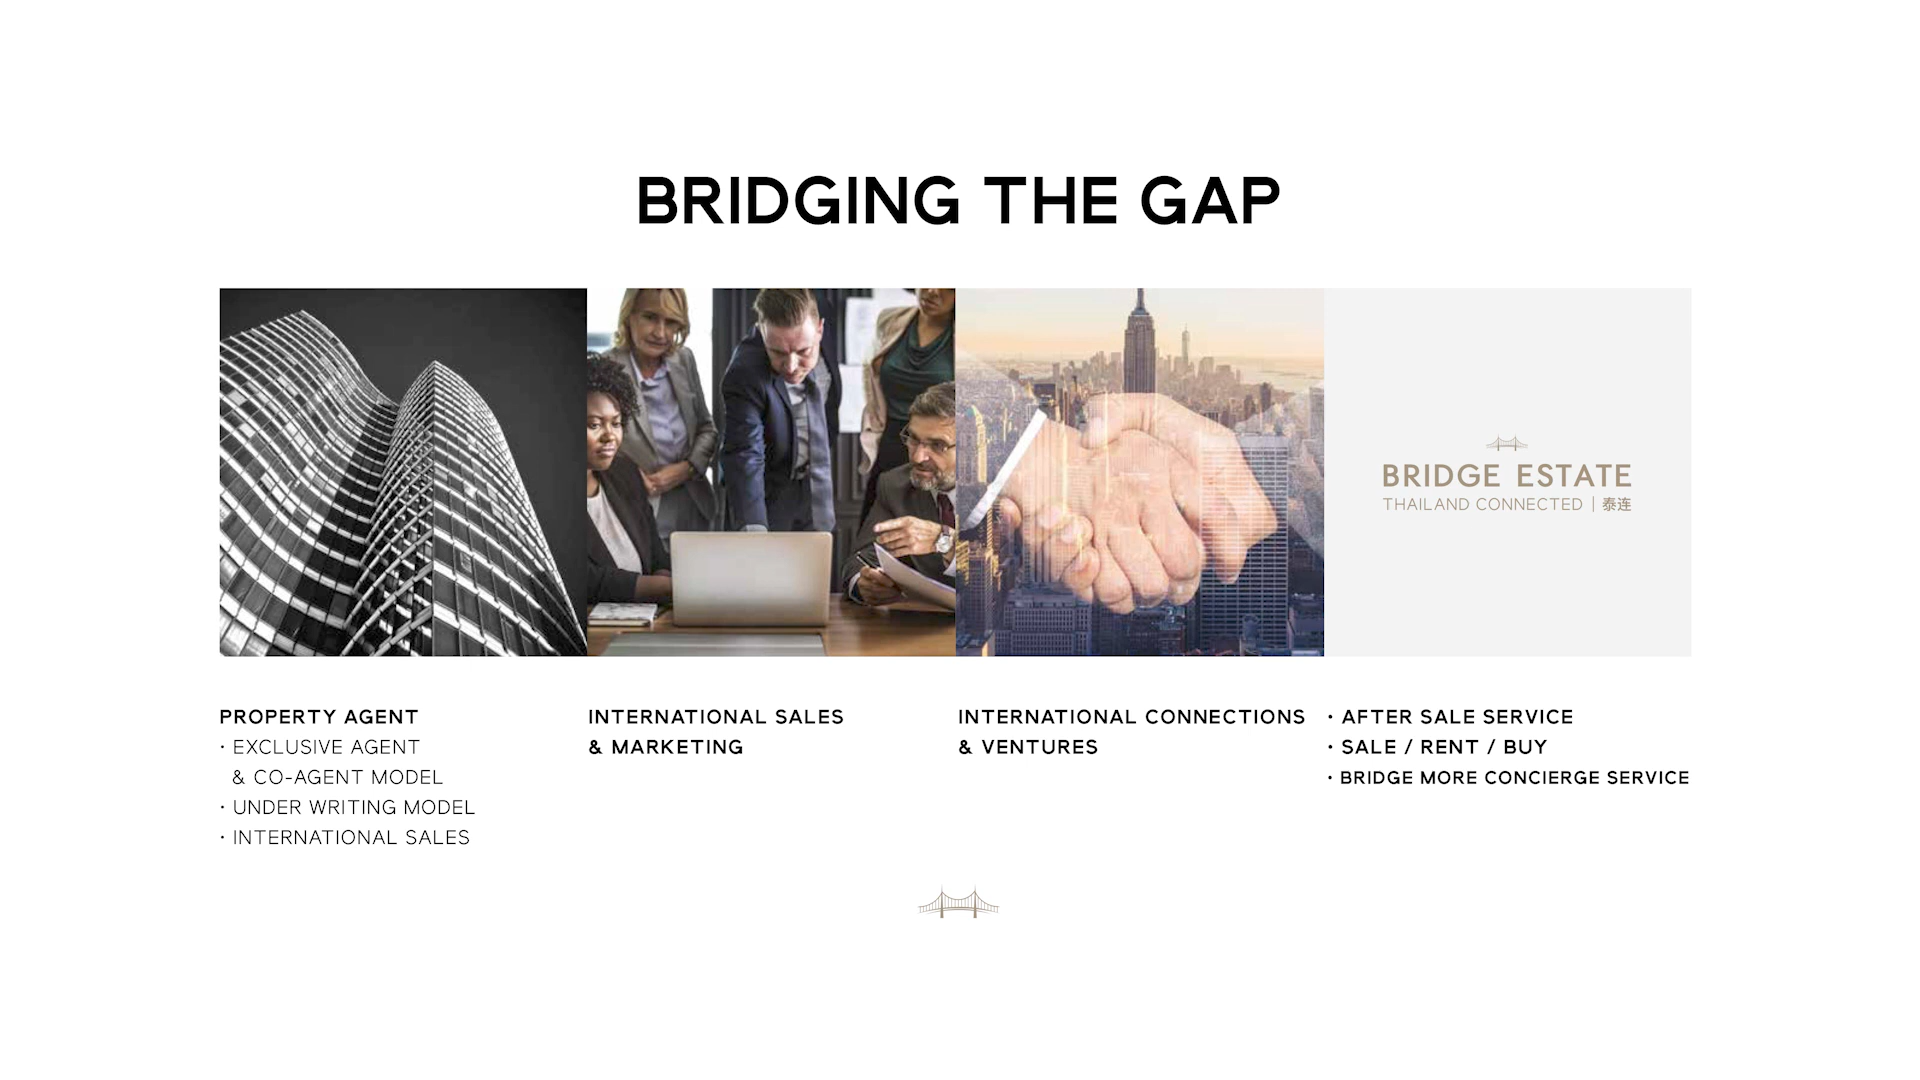 BRIDGING THE GAP
BRIDGE ESTATE
THAILAND CONNECTED | 泰连
PROPERTY AGENT
· EXCLUSIVE AGENT
& CO-AGENT MODEL
· UNDER WRITING MODEL
· INTERNATIONAL SALES
INTERNATIONAL SALES
& MARKETING
INTERNATIONAL CONNECTIONS
& VENTURES
· AFTER SALE SERVICE
· SALE / RENT / BUY
· BRIDGE MORE CONCIERGE SERVICE